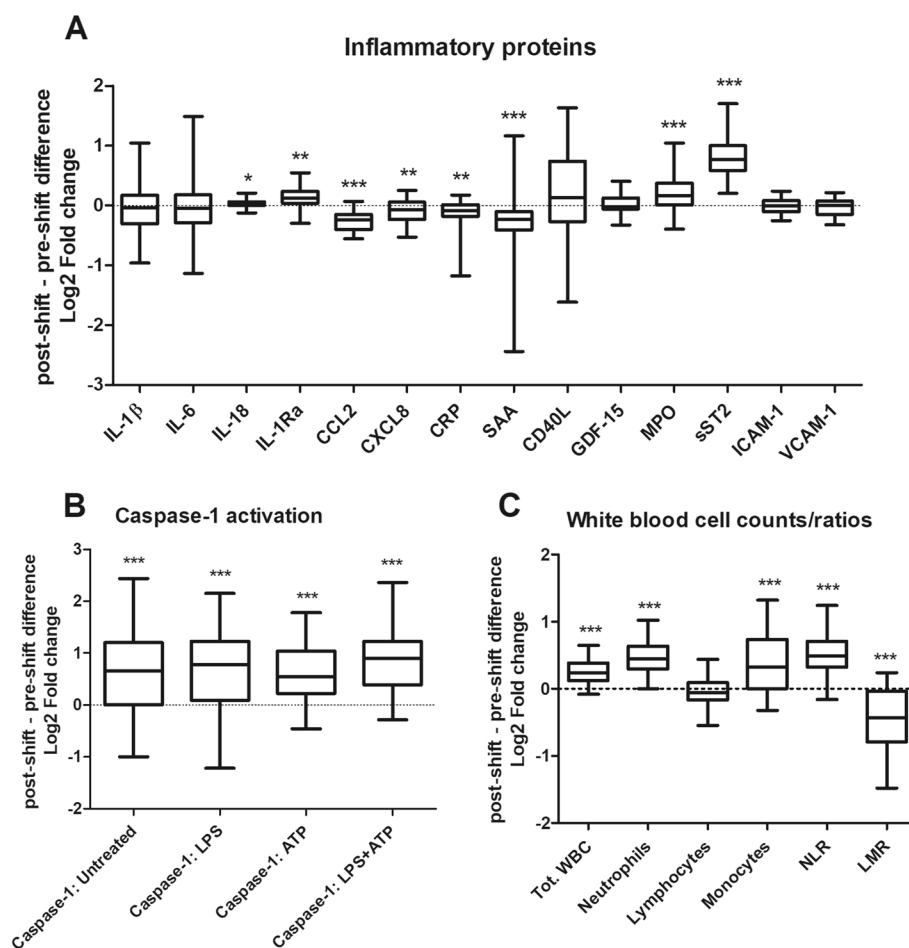 A
Inflammatory proteins
post-shift - pre-shift difference
Log2 Fold change
2
1
0
-1
-2
-3
*
**
***
**
**
***
***
***
IL-1β
IL-6
IL-18
IL-1Ra
CCL2
CXCL8
CRP
SAA
CD40L
GDF-15
MPO
sST2
ICAM-1
VCAM-1
B
Caspase-1 activation
post-shift - pre-shift difference
Log2 Fold change
3
2
1
0
-1
-2
***
***
***
***
Caspase-1: Untreated
Caspase-1: LPS
Caspase-1: ATP
Caspase-1: LPS+ATP
C
White blood cell counts/ratios
post-shift - pre-shift difference
Log2 Fold change
2
1
0
-1
-2
***
***
***
***
***
Tot. WBC
Neutrophils
Lymphocytes
Monocytes
NLR
LMR